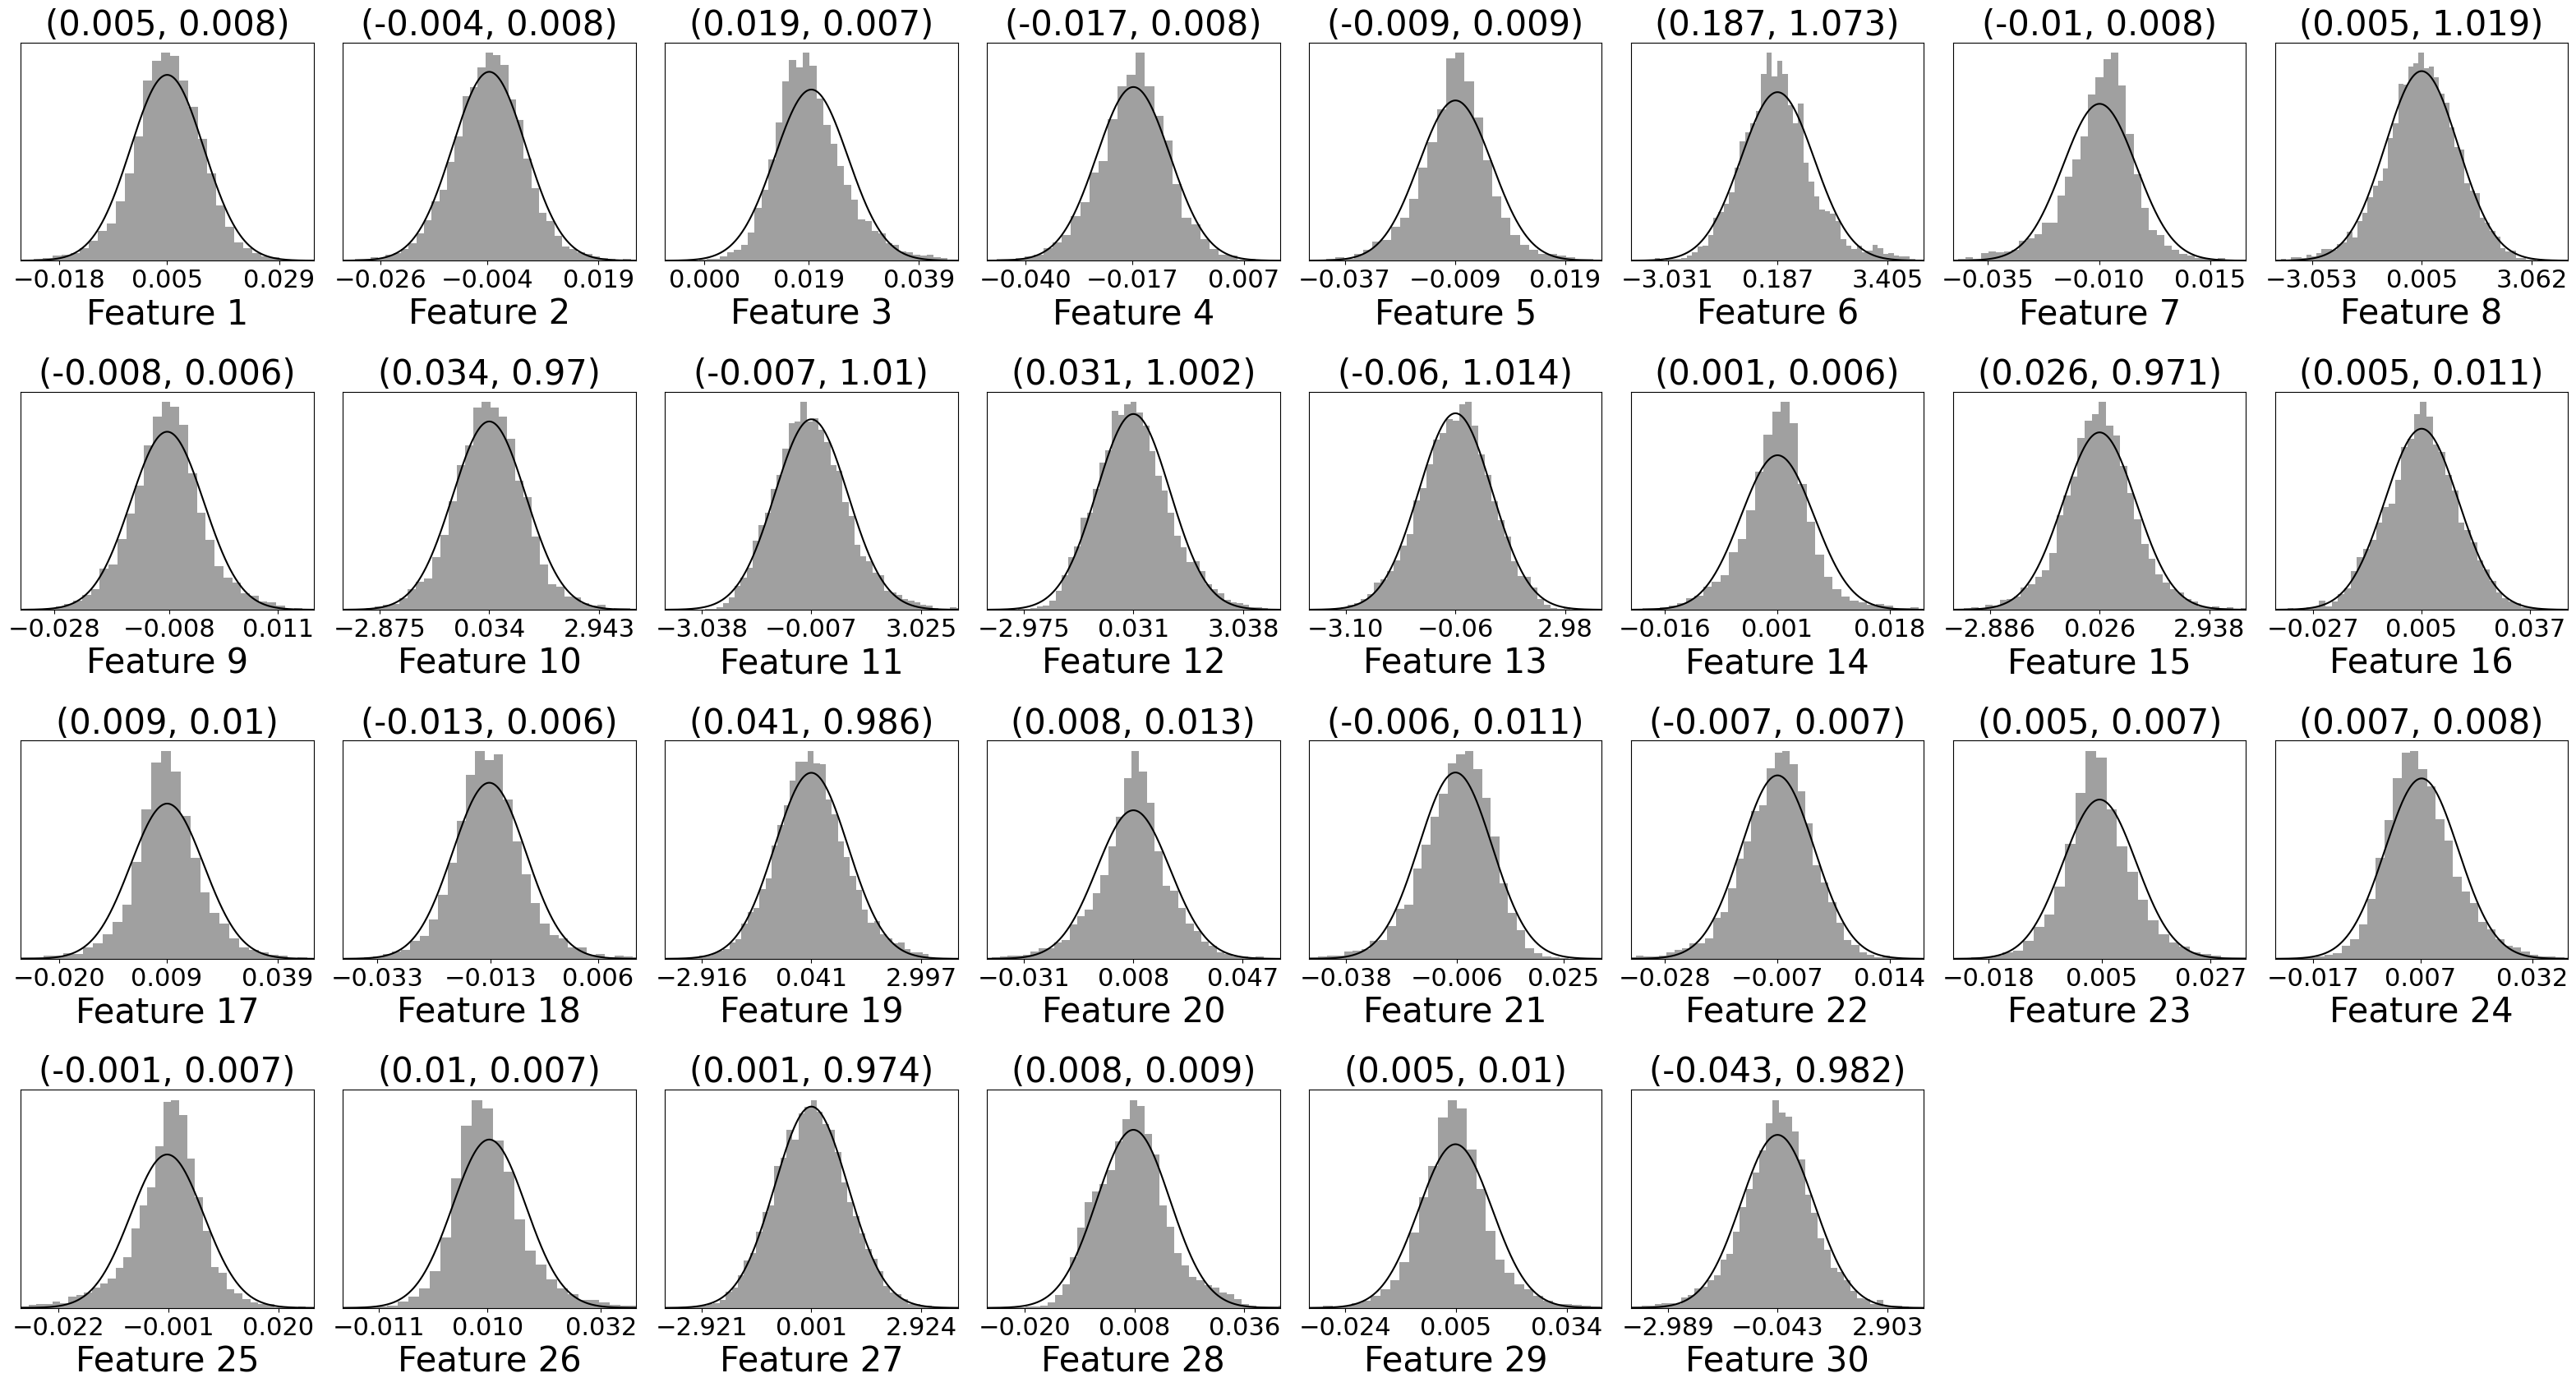 (0.005, 0.008) (-0.004, 0.008) (0.019, 0.007) (-0.017, 0.008) (-0.009, 0.009) (0.187, 1.073) (-0.01, 0.008) (0.005, 1.019)
−0.018 0.005 0.029 −0.026 −0.004 0.019 0.000 0.019 0.039 −0.040 −0.017 0.007 −0.037 −0.009 0.019 −3.031 0.187 3.405 −0.035 −0.010 0.015 −3.053 0.005 3.062
Feature 1 Feature 2 Feature 3 Feature 4 Feature 5 Feature 6 Feature 7 Feature 8
(-0.008, 0.006) (0.034, 0.97) (-0.007, 1.01) (0.031, 1.002) (-0.06, 1.014) (0.001, 0.006) (0.026, 0.971) (0.005, 0.011)
−0.028 −0.008 0.011 −2.875 0.034 2.943 −3.038 −0.007 3.025 −2.975 0.031 3.038 −3.10 −0.06 2.98 −0.016 0.001 0.018 −2.886 0.026 2.938 −0.027 0.005 0.037
Feature 9 Feature 10 Feature 11 Feature 12 Feature 13 Feature 14 Feature 15 Feature 16
(0.009, 0.01) (-0.013, 0.006) (0.041, 0.986) (0.008, 0.013) (-0.006, 0.011) (-0.007, 0.007) (0.005, 0.007) (0.007, 0.008)
−0.020 0.009 0.039 −0.033 −0.013 0.006 −2.916 0.041 2.997 −0.031 0.008 0.047 −0.038 −0.006 0.025 −0.028 −0.007 0.014 −0.018 0.005 0.027 −0.017 0.007 0.032
Feature 17 Feature 18 Feature 19 Feature 20 Feature 21 Feature 22 Feature 23 Feature 24
(-0.001, 0.007) (0.01, 0.007) (0.001, 0.974) (0.008, 0.009) (0.005, 0.01) (-0.043, 0.982)
−0.022 −0.001 0.020 −0.011 0.010 0.032 −2.921 0.001 2.924 −0.020 0.008 0.036 −0.024 0.005 0.034 −2.989 −0.043 2.903
Feature 25 Feature 26 Feature 27 Feature 28 Feature 29 Feature 30